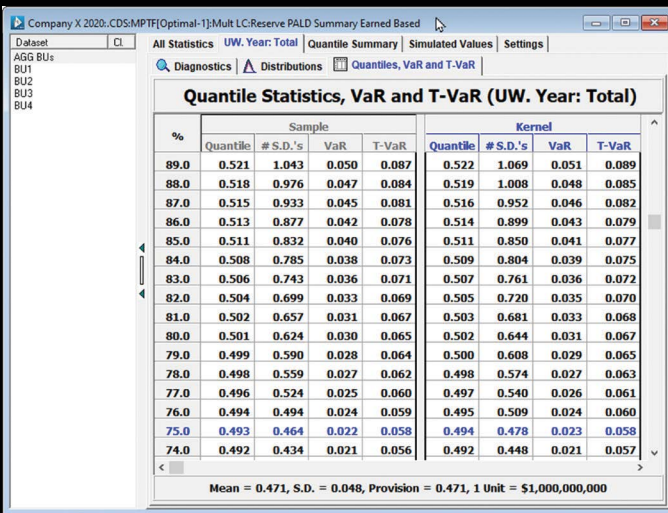 Company X 2020:.CDS:MPTF[Optimal-1]:Mult LC:Reserve PALD Summary Earned Based
Dataset Cl.
AGG BUs
BU1
BU2
BU3
BU4
All Statistics UW. Year: Total Quantile Summary Simulated Values Settings
Diagnostics Distributions Quantiles, VaR and T-VaR
Quantile Statistics, VaR and T-VaR (UW. Year: Total)
% Sample Kernel
Quantile # S.D.'s VaR T-VaR Quantile # S.D.'s VaR T-VaR
89.0 0.521 1.043 0.050 0.087 0.522 1.069 0.051 0.089
88.0 0.518 0.976 0.047 0.084 0.519 1.008 0.048 0.085
87.0 0.515 0.933 0.045 0.081 0.516 0.952 0.046 0.082
86.0 0.513 0.877 0.042 0.078 0.514 0.899 0.043 0.079
85.0 0.511 0.832 0.040 0.076 0.511 0.850 0.041 0.077
84.0 0.508 0.785 0.038 0.073 0.509 0.804 0.039 0.075
83.0 0.506 0.743 0.036 0.071 0.507 0.761 0.036 0.072
82.0 0.504 0.699 0.033 0.069 0.505 0.720 0.035 0.070
81.0 0.502 0.657 0.031 0.067 0.503 0.681 0.033 0.068
80.0 0.501 0.624 0.030 0.065 0.502 0.644 0.031 0.067
79.0 0.499 0.590 0.028 0.064 0.500 0.608 0.029 0.065
78.0 0.498 0.559 0.027 0.062 0.498 0.574 0.027 0.063
77.0 0.496 0.524 0.025 0.060 0.497 0.540 0.026 0.061
76.0 0.494 0.494 0.024 0.059 0.495 0.509 0.024 0.060
75.0 0.493 0.464 0.022 0.058 0.494 0.478 0.023 0.058
74.0 0.492 0.434 0.021 0.056 0.492 0.448 0.021 0.057
Mean = 0.471, S.D. = 0.048, Provision = 0.471, 1 Unit = $1,000,000,000